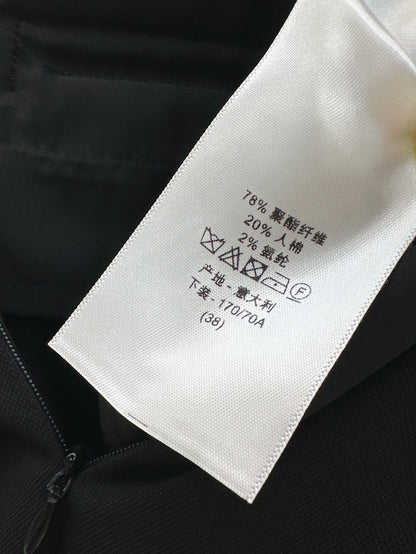 78% 聚酯纤维
20% 人棉
2% 氨纶
F
产地 - 意大利
下装 - 170/70A
(38)